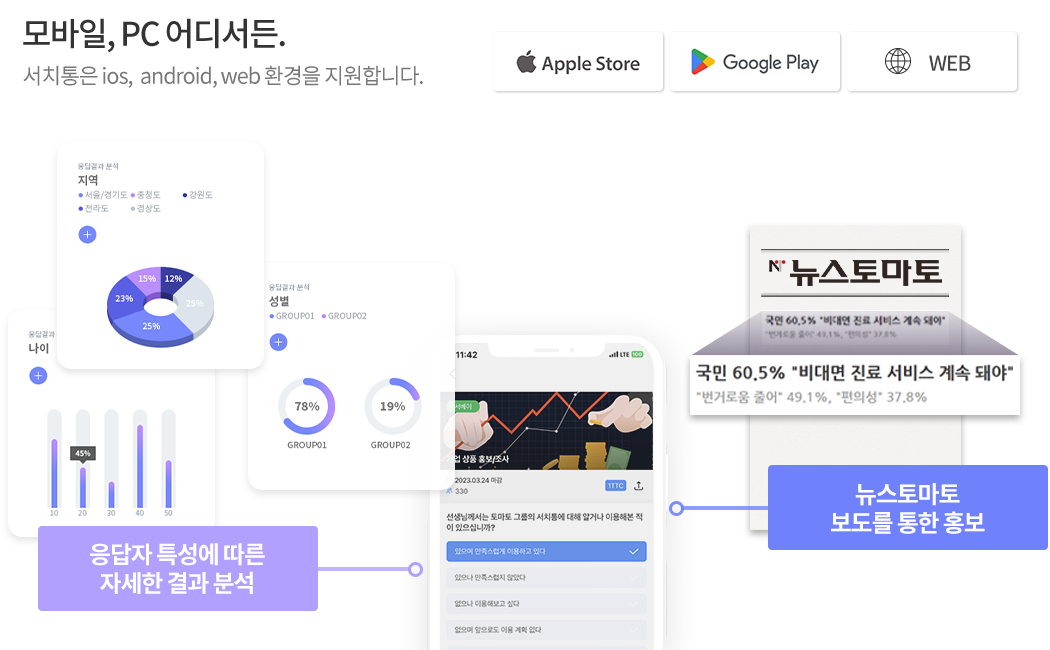 모바일, PC 어디서든.
서치통은 ios, android, web 환경을 지원합니다.
Apple Store
Google Play
WEB
응답결과 분석
지역
서울/경기도 충청도 강원도
전라도 경상도
15% 12%
23% 25%
25%
응답결과 분석
성별
GROUP01 GROUP02
78%
19%
GROUP01
GROUP02
응답결과
나이
45%
10 20 30 40 50
응답자 특성에 따른
자세한 결과 분석
11:42
LTE 100
상품 홍보/조사
2023.03.24 마감
330
1TTC
선생님께서는 토마토 그룹의 서치통에 대해 알거나 이용해본 적
이 있으십니까?
있으며 만족스럽게 이용하고 있다
있으나 만족스럽지 않았다
없으나 이용해보고 싶다
없으며 앞으로도 이용 계획 없다
뉴스토마토
국민 60.5% "비대면 진료 서비스 계속 돼야"
"번거로움 줄어" 49.1%, "편의성" 37.8%
국민 60.5% "비대면 진료 서비스 계속 돼야"
"번거로움 줄어" 49.1%, "편의성" 37.8%
뉴스토마토
보도를 통한 홍보